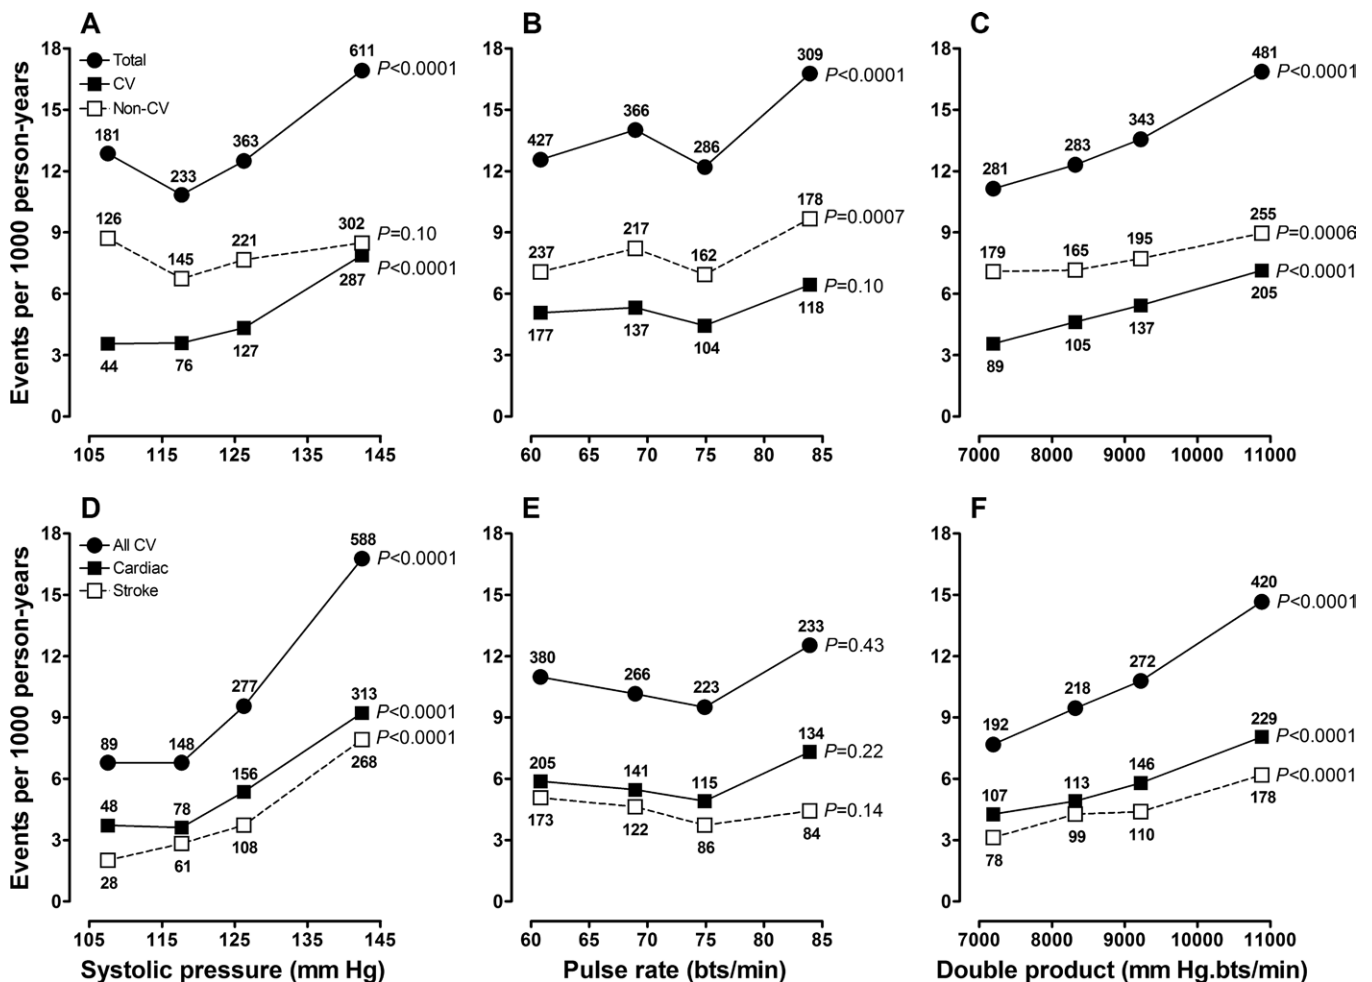 A
B
C
Events per 1000 person-years
18
15
12
9
6
3
0
Total
CV
Non-CV
181
233
363
611
P<0.0001
126
145
221
302
P=0.10
P<0.0001
44
76
127
287
105 115 125 135 145
18
15
12
9
6
3
0
427
366
286
309
P<0.0001
237
217
162
178
P=0.0007
177
137
104
118
P=0.10
60 65 70 75 80 85
18
15
12
9
6
3
0
281
283
343
481
P<0.0001
179
165
195
255
P=0.0006
P<0.0001
89
105
137
205
7000 8000 9000 10000 11000
D
E
F
Events per 1000 person-years
18
15
12
9
6
3
0
All CV
Cardiac
Stroke
89
148
277
588
P<0.0001
48
78
156
313
P<0.0001
P<0.0001
28
61
108
268
105 115 125 135 145
Systolic pressure (mm Hg)
18
15
12
9
6
3
0
380
266
223
233
P=0.43
205
141
115
134
P=0.22
173
122
86
84
P=0.14
60 65 70 75 80 85
Pulse rate (bts/min)
18
15
12
9
6
3
0
192
218
272
420
P<0.0001
107
113
146
229
P<0.0001
P<0.0001
78
99
110
178
7000 8000 9000 10000 11000
Double product (mm Hg.bts/min)